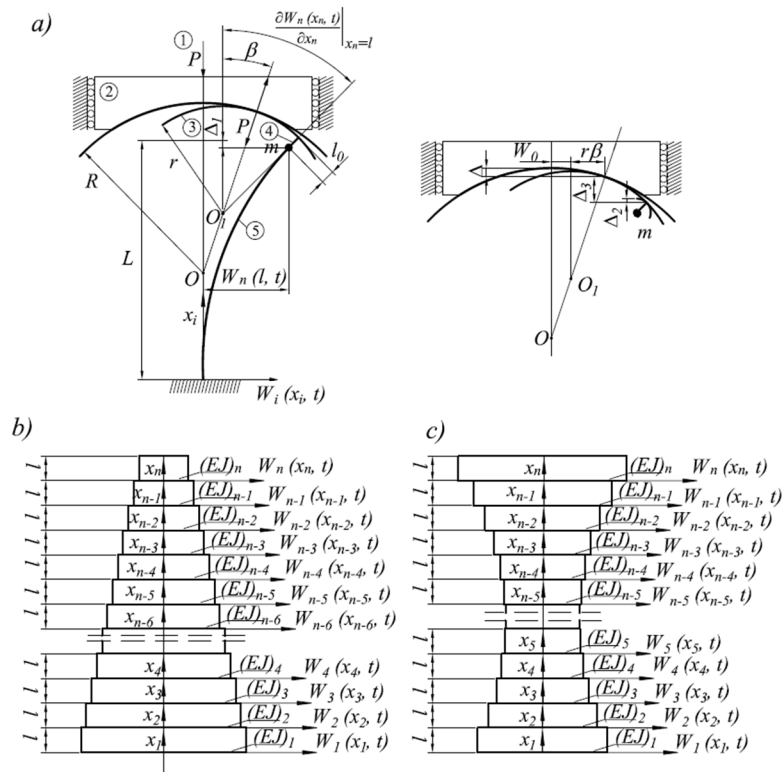 a)
∂Wn (xn, t)
∂xn
xn=l
1
P
β
2
3
Δ1
P
4
m
l0
r
R
O1
5
L
O
Wn (l, t)
xi
Wi (xi, t)
W0
rβ
Δ
Δ3
Δ2
m
O1
O
b)
l xn (EJ)n Wn (xn, t)
l xn-1 (EJ)n-1 Wn-1 (xn-1, t)
l xn-2 (EJ)n-2 Wn-2 (xn-2, t)
l xn-3 (EJ)n-3 Wn-3 (xn-3, t)
l xn-4 (EJ)n-4 Wn-4 (xn-4, t)
l xn-5 (EJ)n-5 Wn-5 (xn-5, t)
l xn-6 (EJ)n-6 Wn-6 (xn-6, t)
l x4 (EJ)4 W4 (x4, t)
l x3 (EJ)3 W3 (x3, t)
l x2 (EJ)2 W2 (x2, t)
l x1 (EJ)1 W1 (x1, t)
c)
l xn (EJ)n Wn (xn, t)
l xn-1 (EJ)n-1 Wn-1 (xn-1, t)
l xn-2 (EJ)n-2 Wn-2 (xn-2, t)
l xn-3 (EJ)n-3 Wn-3 (xn-3, t)
l xn-4 (EJ)n-4 Wn-4 (xn-4, t)
l xn-5 (EJ)n-5 Wn-5 (xn-5, t)
l x5 (EJ)5 W5 (x5, t)
l x4 (EJ)4 W4 (x4, t)
l x3 (EJ)3 W3 (x3, t)
l x2 (EJ)2 W2 (x2, t)
l x1 (EJ)1 W1 (x1, t)